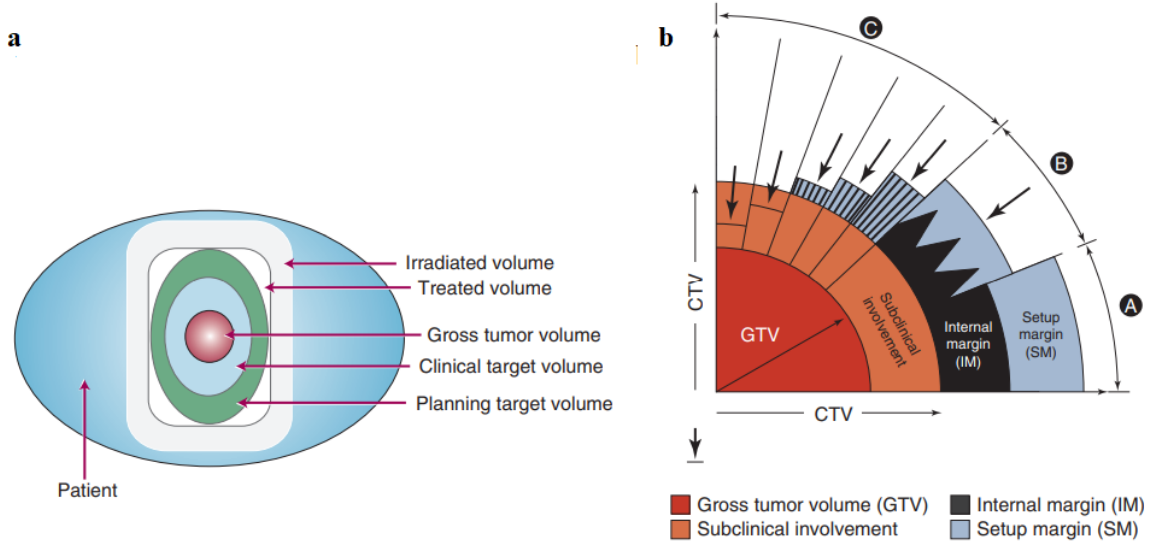 a
Irradiated volume
Treated volume
Gross tumor volume
Clinical target volume
Planning target volume
Patient
b
C
B
A
CTV
GTV
Subclinical
involvement
Internal
margin
(IM)
Setup
margin
(SM)
CTV
Gross tumor volume (GTV)
Subclinical involvement
Internal margin (IM)
Setup margin (SM)